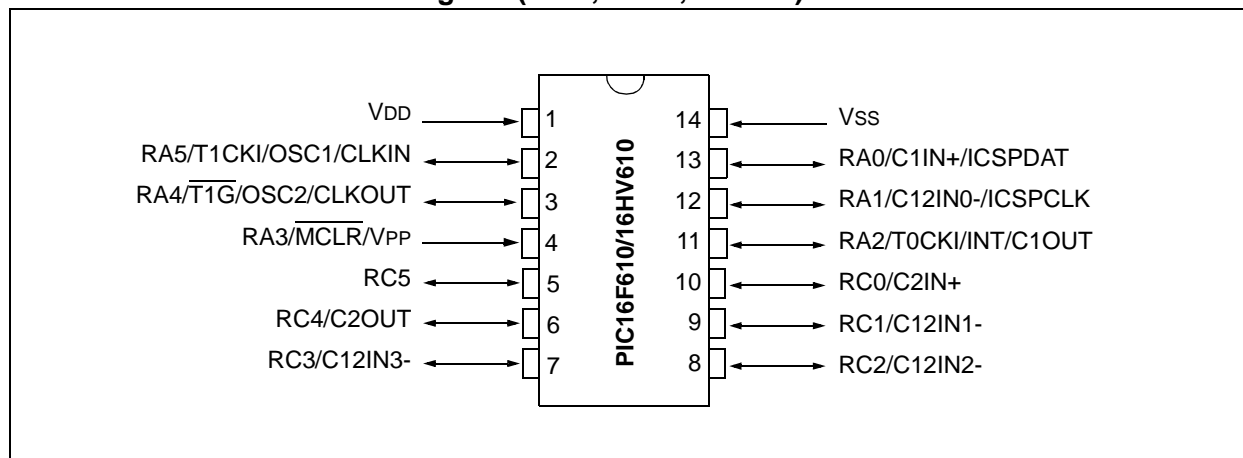 VDD 1 14 VSS
RA5/T1CKI/OSC1/CLKIN 2 13 RA0/C1IN+/ICSPDAT
RA4/T1G/OSC2/CLKOUT 3 12 RA1/C12IN0-/ICSPCLK
RA3/MCLR/VPP 4 11 RA2/T0CKI/INT/C1OUT
RC5 5 10 RC0/C2IN+
RC4/C2OUT 6 9 RC1/C12IN1-
RC3/C12IN3- 7 8 RC2/C12IN2-
PIC16F610/16HV610